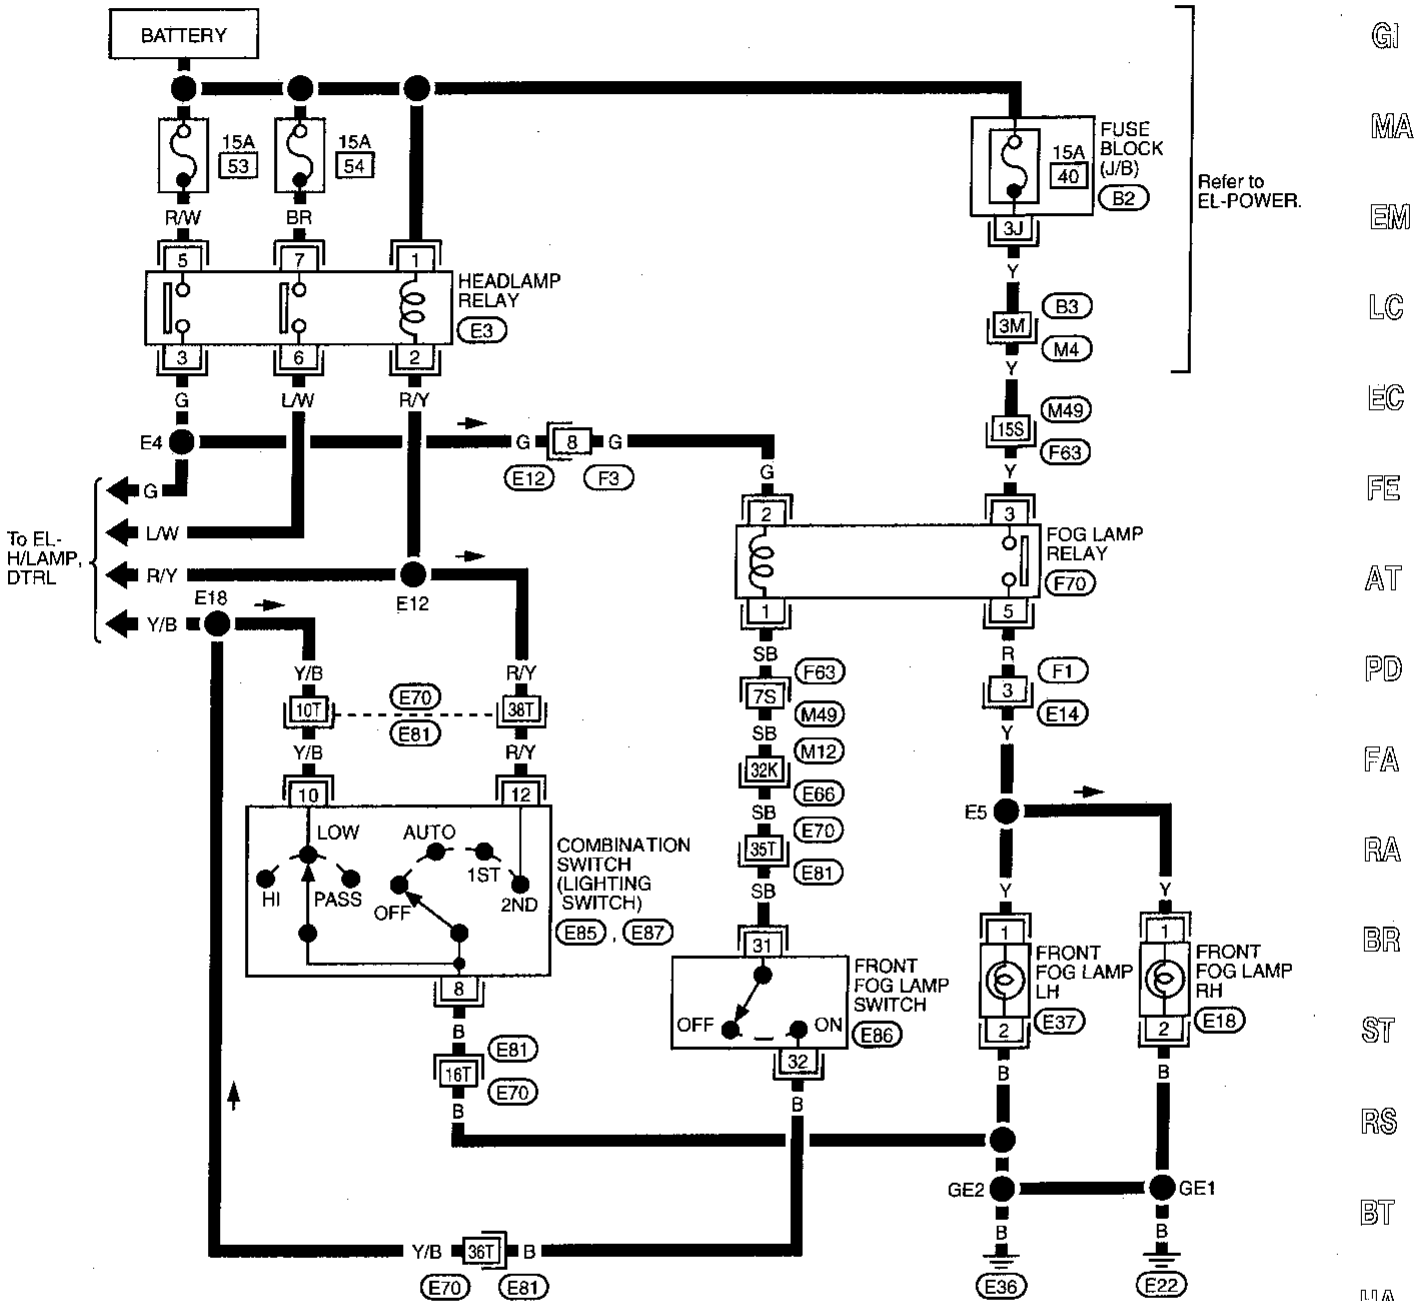 BATTERY
GI
MA
EM
LC
EC
FE
AT
PD
FA
RA
BR
ST
RS
BT
15A
53
15A
54
15A
40
FUSE
BLOCK
(J/B)
B2
Refer to
EL-POWER.
R/W
BR
3J
Y
5
7
1
HEADLAMP
RELAY
E3
3
6
2
B3
3M
M4
Y
G
L/W
R/Y
M49
15S
F63
Y
E4
G
8
G
E12
F3
G
To EL-
H/LAMP,
DTRL
G
L/W
R/Y
Y/B
E18
E12
2
3
FOG LAMP
RELAY
F70
1
5
Y/B
R/Y
10T
E70
E81
38T
Y/B
R/Y
SB
F63
7S
M49
SB
M12
32K
E66
SB
E70
35T
E81
SB
R
F1
3
E14
Y
E5
10
12
LOW
HI
PASS
AUTO
1ST
OFF
2ND
COMBINATION
SWITCH
(LIGHTING
SWITCH)
E85 , E87
8
B
E81
16T
E70
B
31
OFF
ON
FRONT
FOG LAMP
SWITCH
E86
32
B
Y
Y
1
FRONT
FOG LAMP
LH
E37
2
B
1
FRONT
FOG LAMP
RH
E18
2
B
GE2
GE1
B
B
E36
E22
Y/B
36T
B
E70
E81